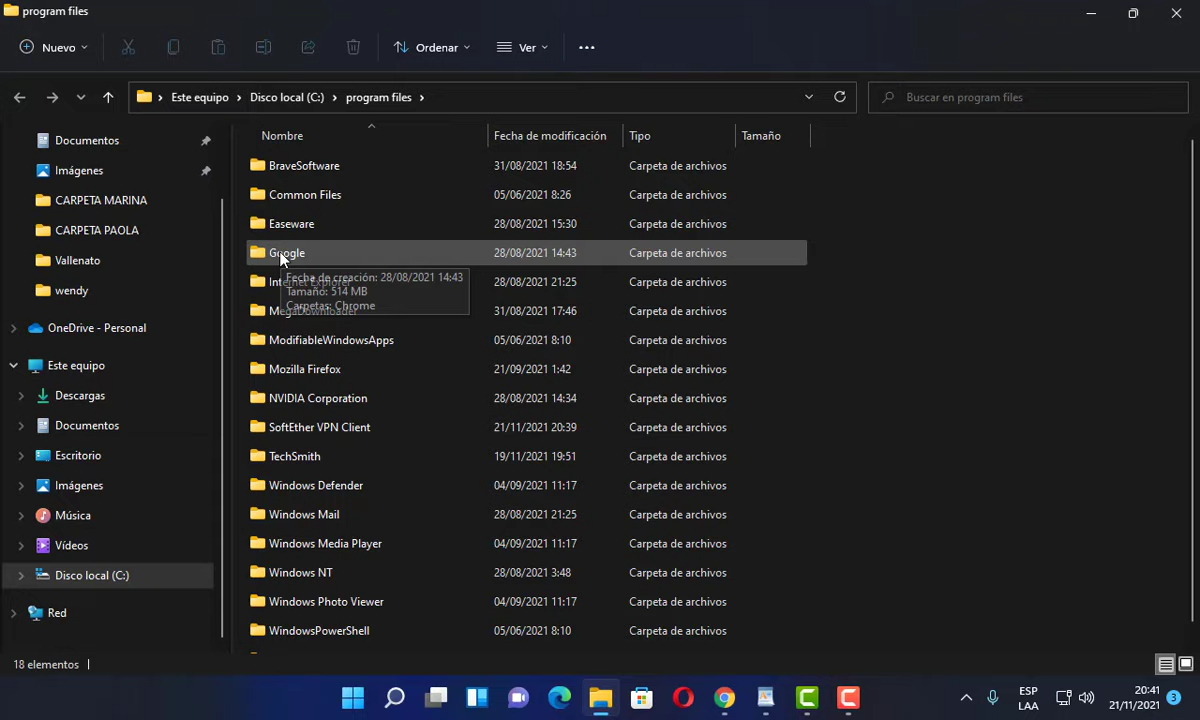 program files
Nuevo
Ordenar
Ver
Este equipo > Disco local (C:) > program files >
Buscar en program files
Nombre Fecha de modificación Tipo Tamaño
Documentos
Imágenes
CARPETA MARINA
CARPETA PAOLA
Vallenato
wendy
OneDrive - Personal
Este equipo
Descargas
Documentos
Escritorio
Imágenes
Música
Vídeos
Disco local (C:)
Red
BraveSoftware 31/08/2021 18:54 Carpeta de archivos
Common Files 05/06/2021 8:26 Carpeta de archivos
Easeware 28/08/2021 15:30 Carpeta de archivos
Google 28/08/2021 14:43 Carpeta de archivos
Fecha de creación: 28/08/2021 14:43
Tamaño: 514 MB
Carpetas: Chrome
Internet Explorer 28/08/2021 21:25 Carpeta de archivos
MegaDownloader 31/08/2021 17:46 Carpeta de archivos
ModifiableWindowsApps 05/06/2021 8:10 Carpeta de archivos
Mozilla Firefox 21/09/2021 1:42 Carpeta de archivos
NVIDIA Corporation 28/08/2021 14:34 Carpeta de archivos
SoftEther VPN Client 21/11/2021 20:39 Carpeta de archivos
TechSmith 19/11/2021 19:51 Carpeta de archivos
Windows Defender 04/09/2021 11:17 Carpeta de archivos
Windows Mail 28/08/2021 21:25 Carpeta de archivos
Windows Media Player 04/09/2021 11:17 Carpeta de archivos
Windows NT 28/08/2021 3:48 Carpeta de archivos
Windows Photo Viewer 04/09/2021 11:17 Carpeta de archivos
WindowsPowerShell 05/06/2021 8:10 Carpeta de archivos
18 elementos
ESP
LAA
20:41
21/11/2021
3